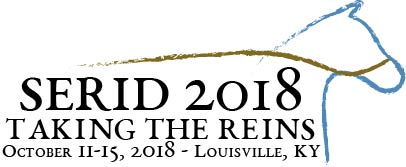 SERID 2018
TAKING THE REINS
October 11-15, 2018 - Louisville, KY